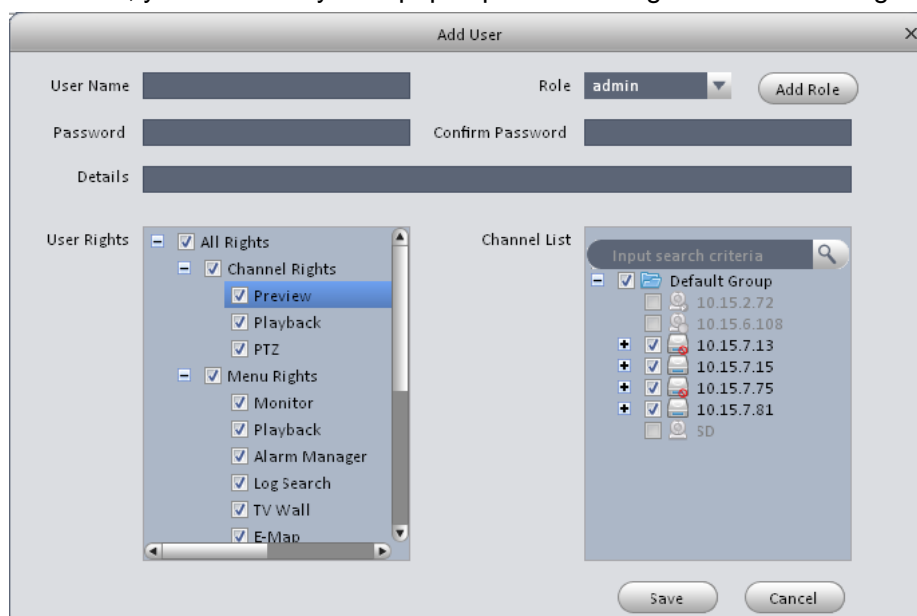 Add User
User Name
Role admin Add Role
Password
Confirm Password
Details
User Rights
All Rights
Channel Rights
Preview
Playback
PTZ
Menu Rights
Monitor
Playback
Alarm Manager
Log Search
TV Wall
E-Map
Channel List
Input search criteria
Default Group
10.15.2.72
10.15.6.108
10.15.7.13
10.15.7.15
10.15.7.75
10.15.7.81
SD
Save Cancel